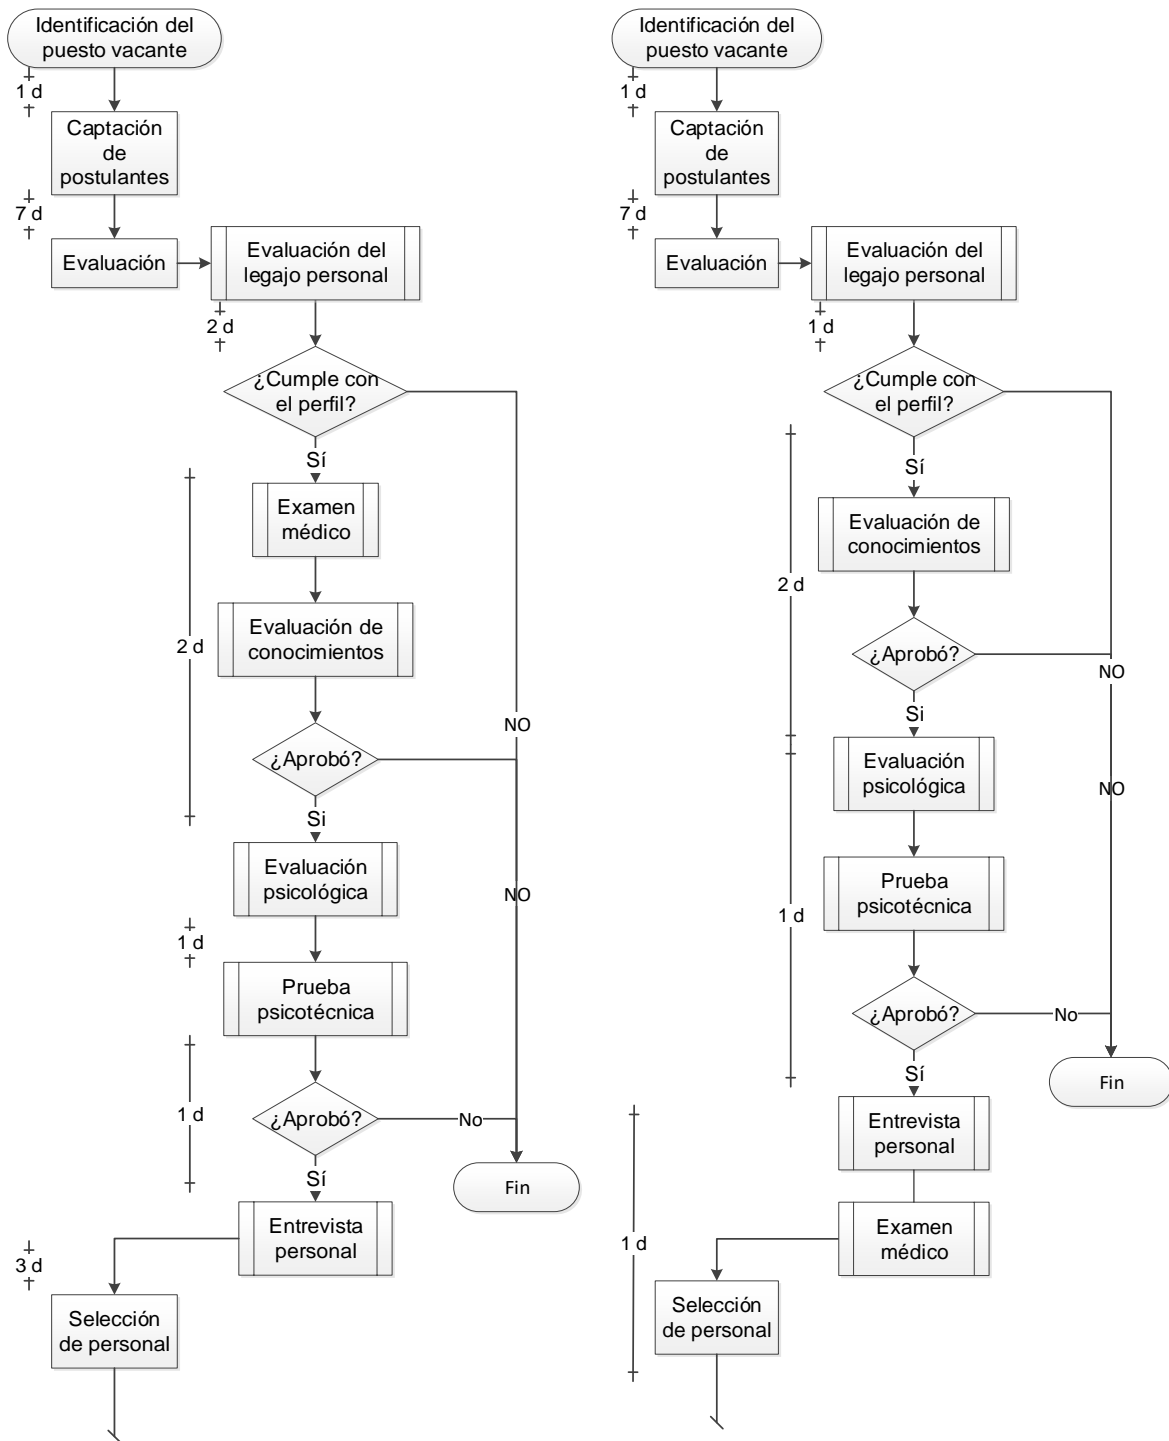 Identificación del
puesto vacante
1 d
Captación
de
postulantes
7 d
Evaluación
Evaluación del
legajo personal
2 d
¿Cumple con
el perfil?
Sí
Examen
médico
Evaluación de
conocimientos
2 d
NO
¿Aprobó?
Si
Evaluación
psicológica
NO
1 d
Prueba
psicotécnica
1 d
¿Aprobó?
No
Sí
Fin
Entrevista
personal
3 d
Selección
de personal
Identificación del
puesto vacante
1 d
Captación
de
postulantes
7 d
Evaluación
Evaluación del
legajo personal
1 d
¿Cumple con
el perfil?
Sí
Evaluación de
conocimientos
2 d
¿Aprobó?
NO
Si
Evaluación
psicológica
NO
Prueba
psicotécnica
1 d
¿Aprobó?
No
Sí
Fin
Entrevista
personal
Examen
médico
1 d
Selección
de personal